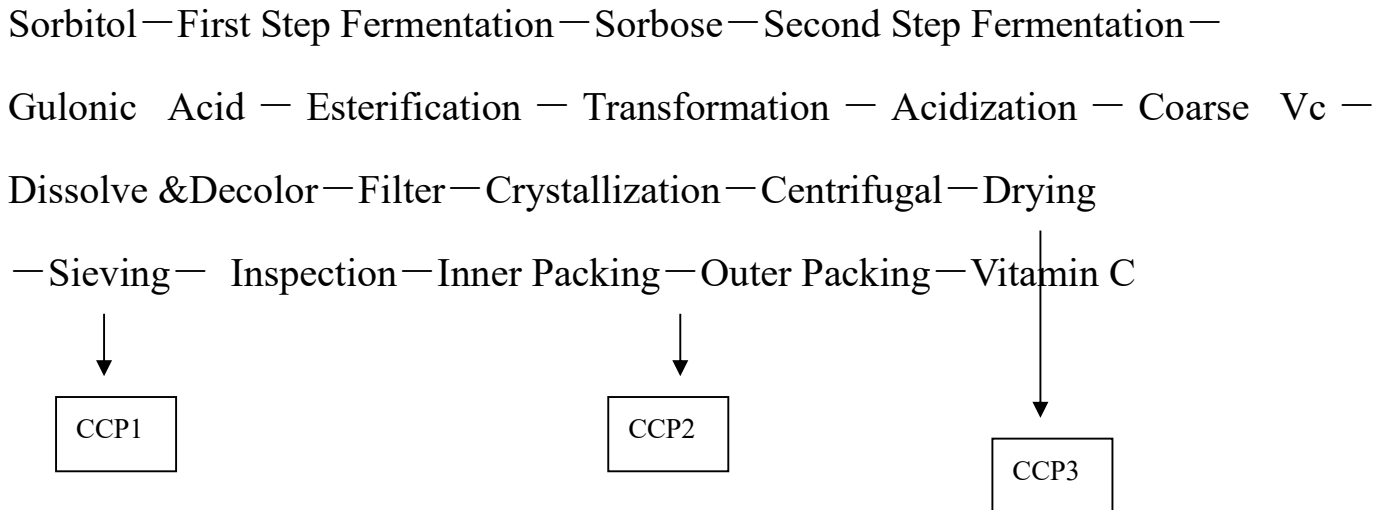 Sorbitol－First Step Fermentation－Sorbose－Second Step Fermentation－
Gulonic Acid － Esterification － Transformation － Acidization － Coarse Vc －
Dissolve &Decolor－Filter－Crystallization－Centrifugal－Drying
－Sieving－ Inspection－Inner Packing－Outer Packing－Vitamin C
CCP1
CCP2
CCP3